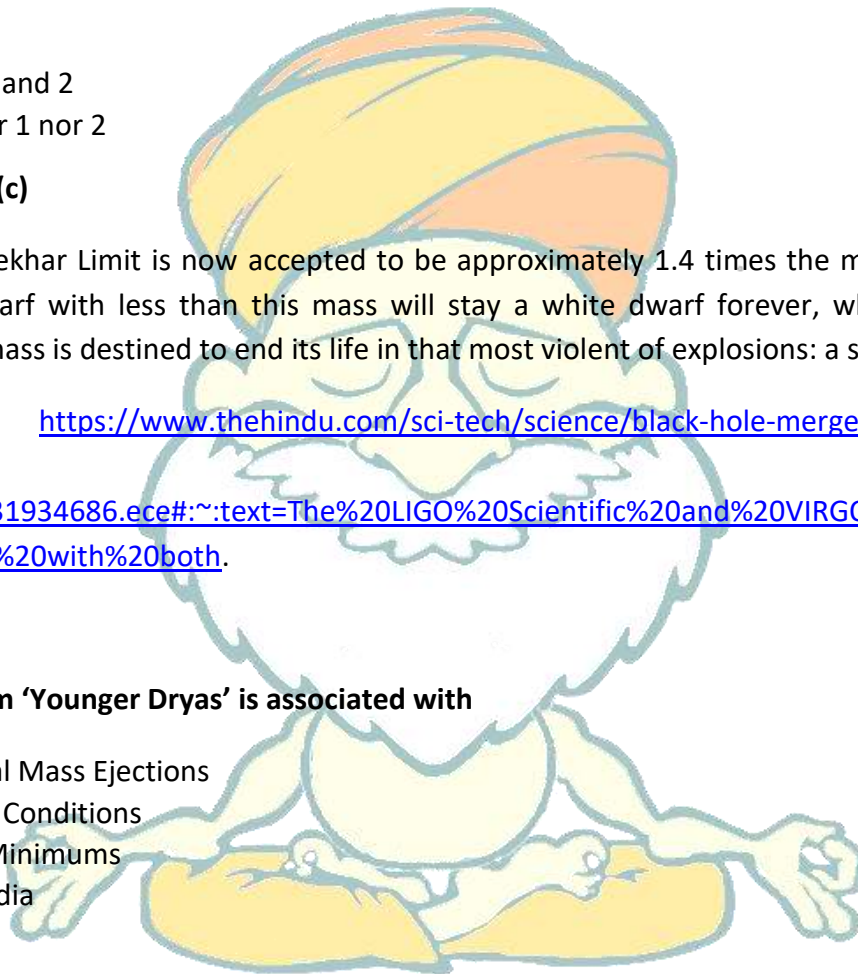 and 2
r 1 nor 2
(c)
ekhar Limit is now accepted to be approximately 1.4 times the m
arf with less than this mass will stay a white dwarf forever, wh
nass is destined to end its life in that most violent of explosions: a s
https://www.thehindu.com/sci-tech/science/black-hole-merge
31934686.ece#:~:text=The%20LIGO%20Scientific%20and%20VIRGO
%20with%20both.
m ‘Younger Dryas’ is associated with
al Mass Ejections
Conditions
Minimums
dia